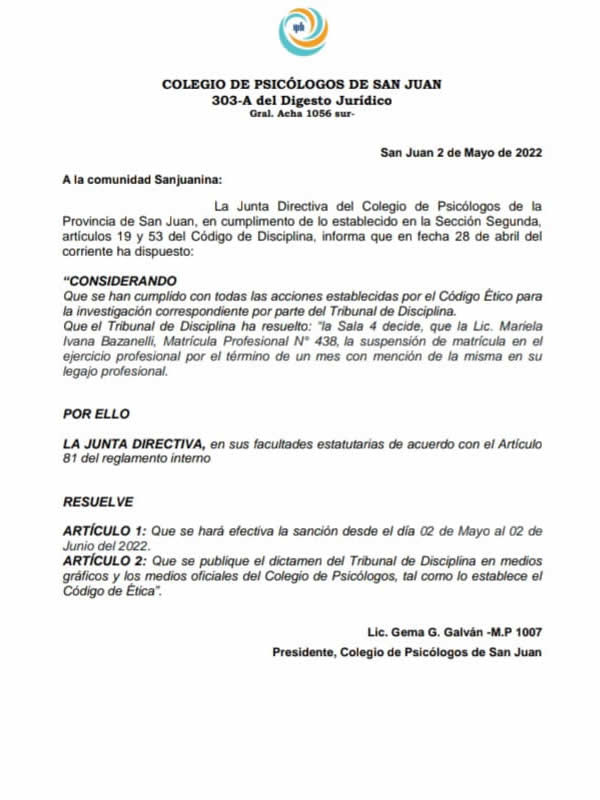 COLEGIO DE PSICÓLOGOS DE SAN JUAN
303-A del Digesto Jurídico
Gral. Acha 1056 sur-
San Juan 2 de Mayo de 2022
A la comunidad Sanjuanina:
La Junta Directiva del Colegio de Psicólogos de la
Provincia de San Juan, en cumplimento de lo establecido en la Sección Segunda,
artículos 19 y 53 del Código de Disciplina, informa que en fecha 28 de abril del
corriente ha dispuesto:
“CONSIDERANDO
Que se han cumplido con todas las acciones establecidas por el Código Ético para
la investigación correspondiente por parte del Tribunal de Disciplina.
Que el Tribunal de Disciplina ha resuelto: "la Sala 4 decide, que la Lic. Mariela
Ivana Bazanelli, Matrícula Profesional N° 438, la suspensión de matrícula en el
ejercicio profesional por el término de un mes con mención de la misma en su
legajo profesional.
POR ELLO
LA JUNTA DIRECTIVA, en sus facultades estatutarias de acuerdo con el Artículo
81 del reglamento interno
RESUELVE
ARTÍCULO 1: Que se hará efectiva la sanción desde el día 02 de Mayo al 02 de
Junio del 2022.
ARTÍCULO 2: Que se publique el dictamen del Tribunal de Disciplina en medios
gráficos y los medios oficiales del Colegio de Psicólogos, tal como lo establece el
Código de Ética”.
Lic. Gema G. Galván -M.P 1007
Presidente, Colegio de Psicólogos de San Juan